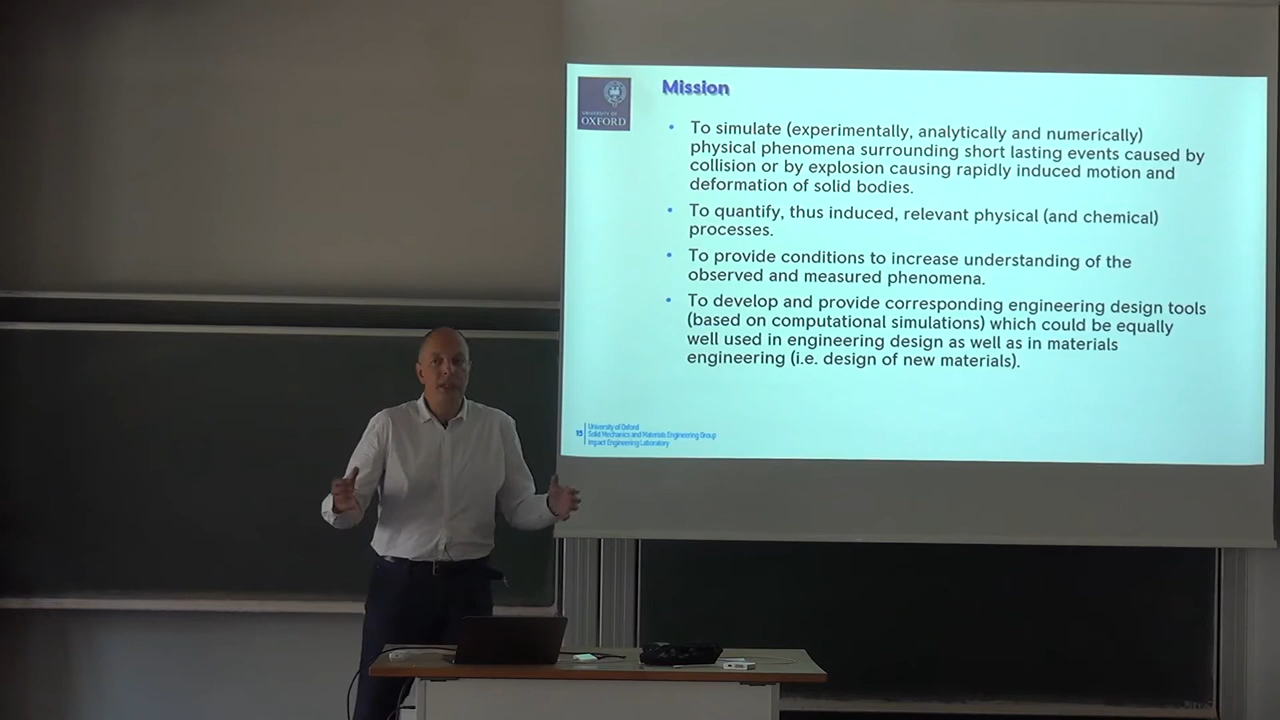 UNIVERSITY OF
OXFORD
Mission
• To simulate (experimentally, analytically and numerically)
physical phenomena surrounding short lasting events caused by
collision or by explosion causing rapidly induced motion and
deformation of solid bodies.
• To quantify, thus induced, relevant physical (and chemical)
processes.
• To provide conditions to increase understanding of the
observed and measured phenomena.
• To develop and provide corresponding engineering design tools
(based on computational simulations) which could be equally
well used in engineering design as well as in materials
engineering (i.e. design of new materials).
15
University of Oxford
Solid Mechanics and Materials Engineering Group
Impact Engineering Laboratory